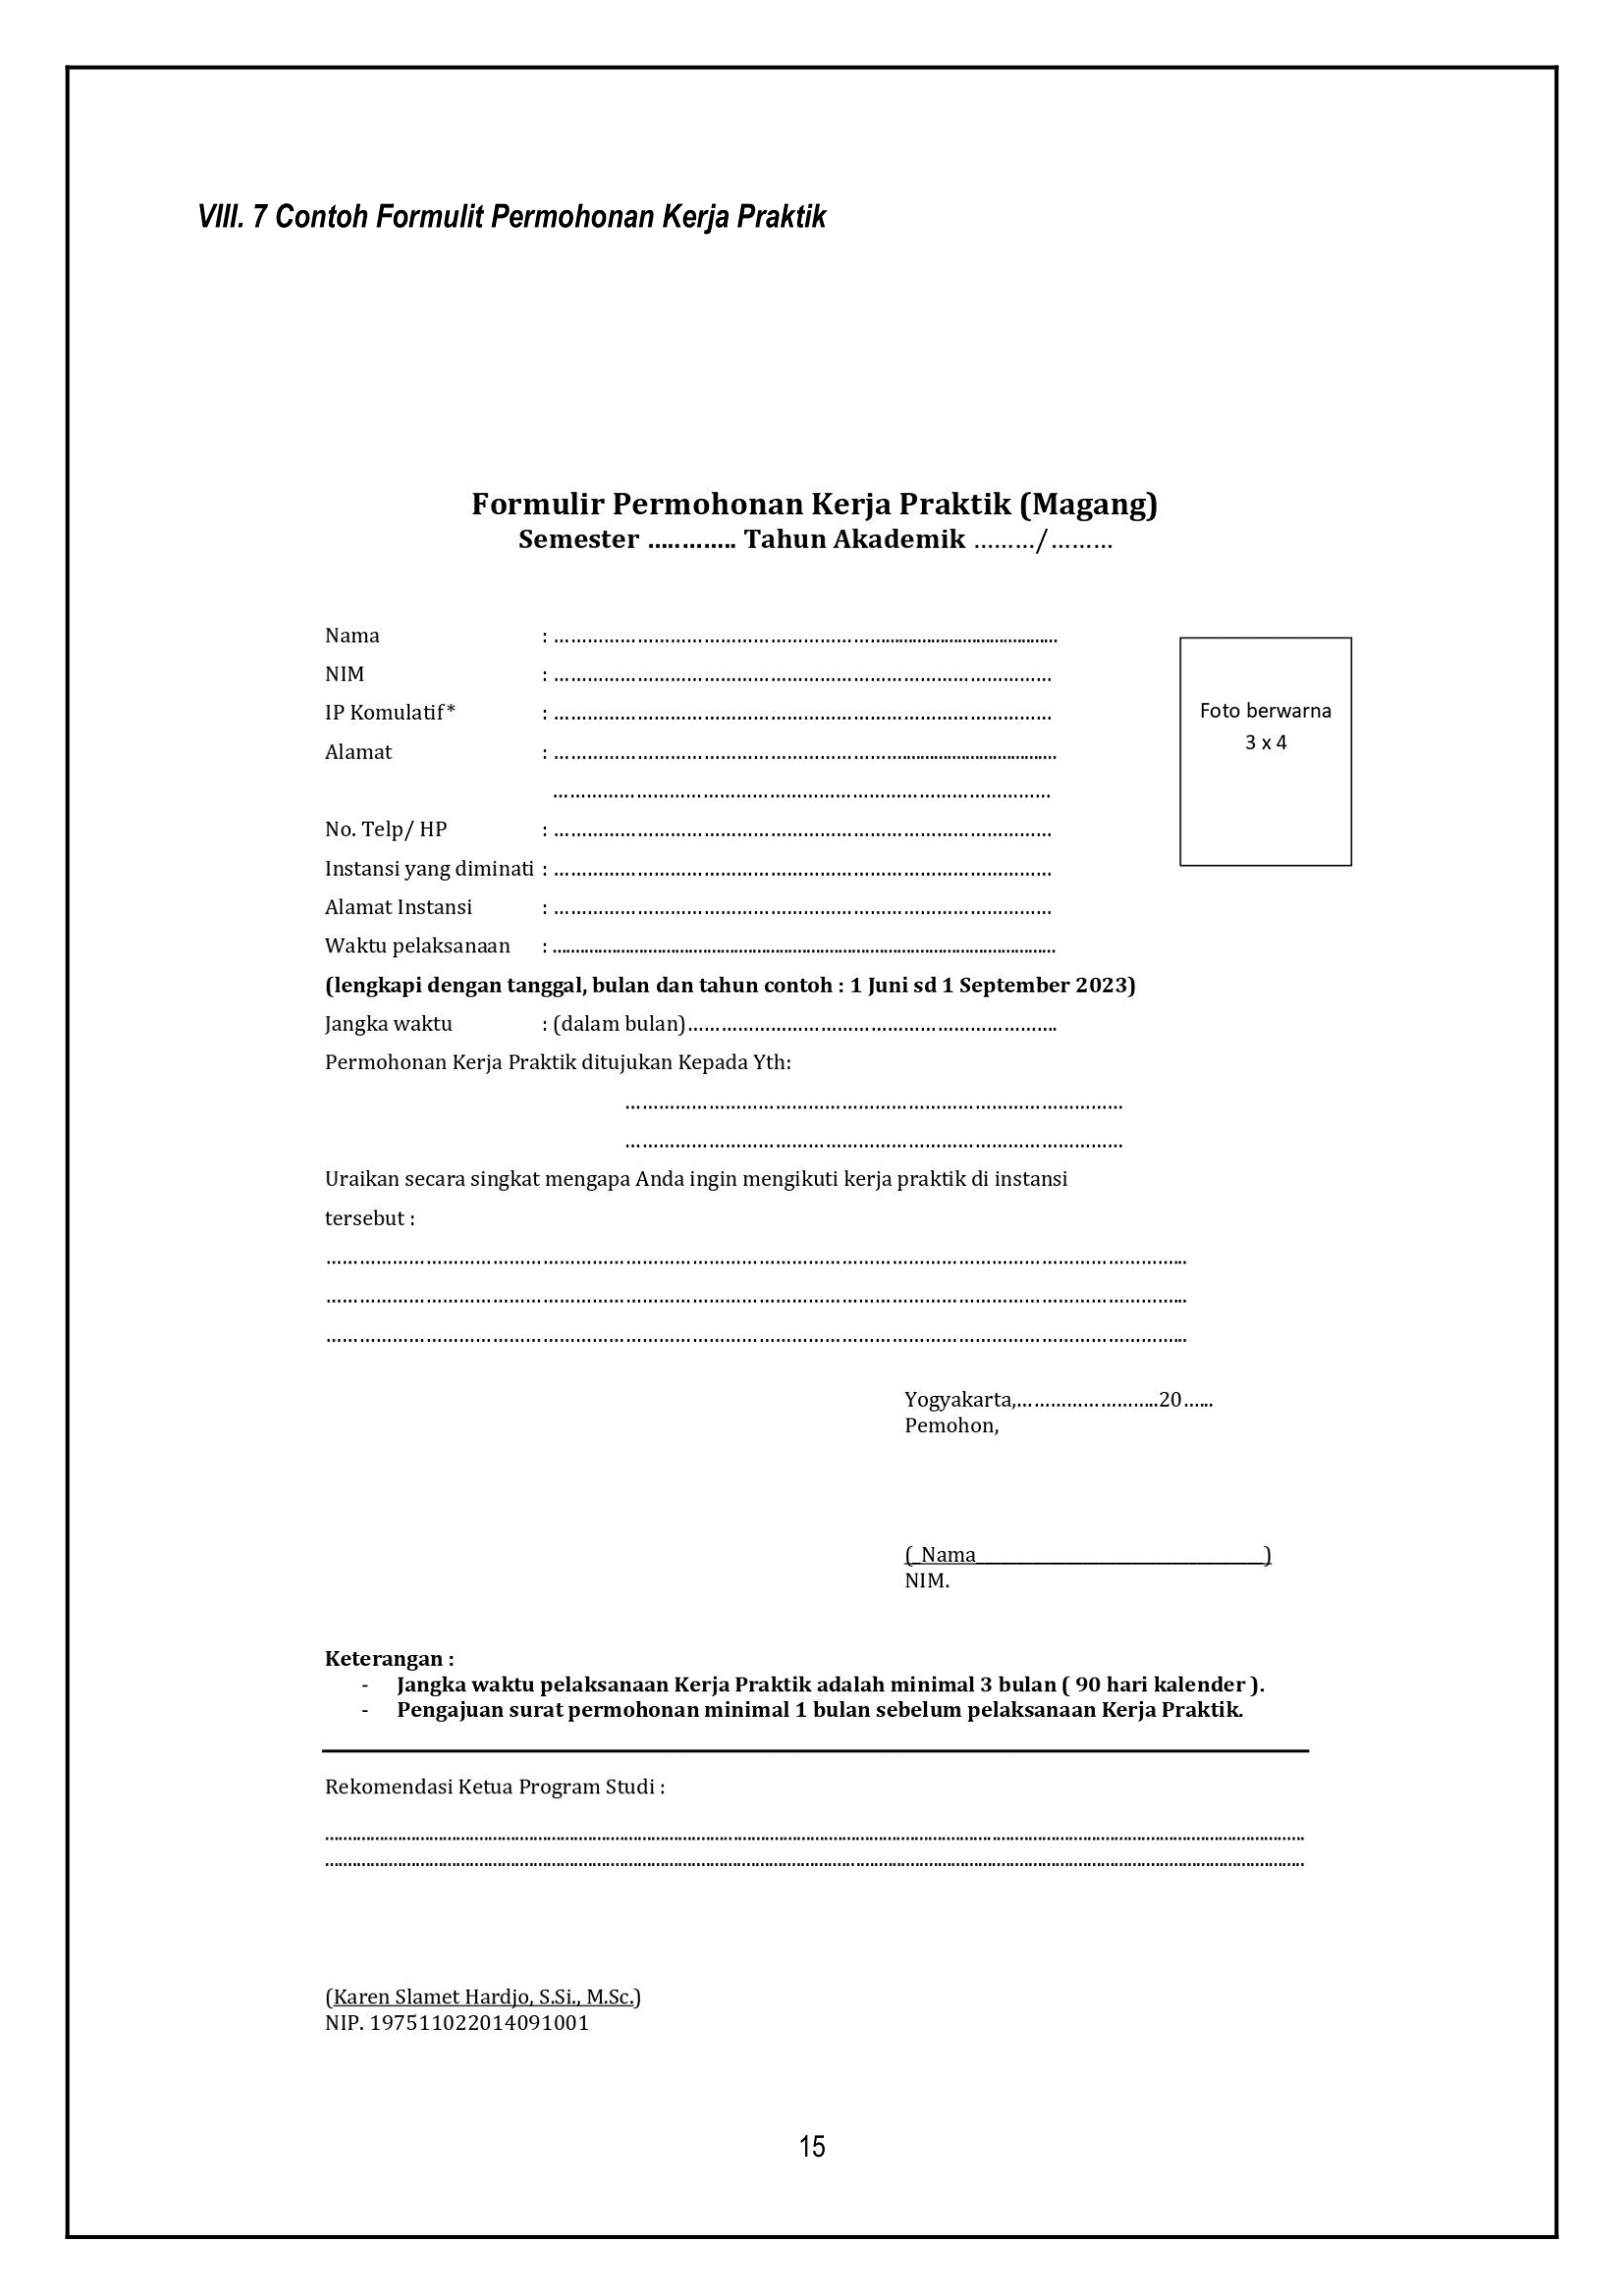 VIII. 7 Contoh Formulit Permohonan Kerja Praktik
Formulir Permohonan Kerja Praktik (Magang)
Semester ............. Tahun Akademik ………/………
Nama : ……………………………………………………..................................
NIM : ………………………………………………………………………………
IP Komulatif* : ………………………………………………………………………………
Alamat : ………………………………………………………..............................
………………………………………………………………………………
No. Telp/ HP : ………………………………………………………………………………
Instansi yang diminati : ………………………………………………………………………………
Alamat Instansi : ………………………………………………………………………………
Waktu pelaksanaan : ................................................................................
(lengkapi dengan tanggal, bulan dan tahun contoh : 1 Juni sd 1 September 2023)
Jangka waktu : (dalam bulan)………………………………………………………….
Permohonan Kerja Praktik ditujukan Kepada Yth:
………………………………………………………………………………
………………………………………………………………………………
Uraikan secara singkat mengapa Anda ingin mengikuti kerja praktik di instansi
tersebut :
…………………………………………………………………………………………………………………………...
…………………………………………………………………………………………………………………………...
…………………………………………………………………………………………………………………………...
Yogyakarta,……………………..20…...
Pemohon,
(_Nama__________________________)
NIM.
Foto berwarna
3 x 4
Keterangan :
- Jangka waktu pelaksanaan Kerja Praktik adalah minimal 3 bulan ( 90 hari kalender ).
- Pengajuan surat permohonan minimal 1 bulan sebelum pelaksanaan Kerja Praktik.
Rekomendasi Ketua Program Studi :
................................................................................................................................
................................................................................................................................
(Karen Slamet Hardjo, S.Si., M.Sc.)
NIP. 197511022014091001
15